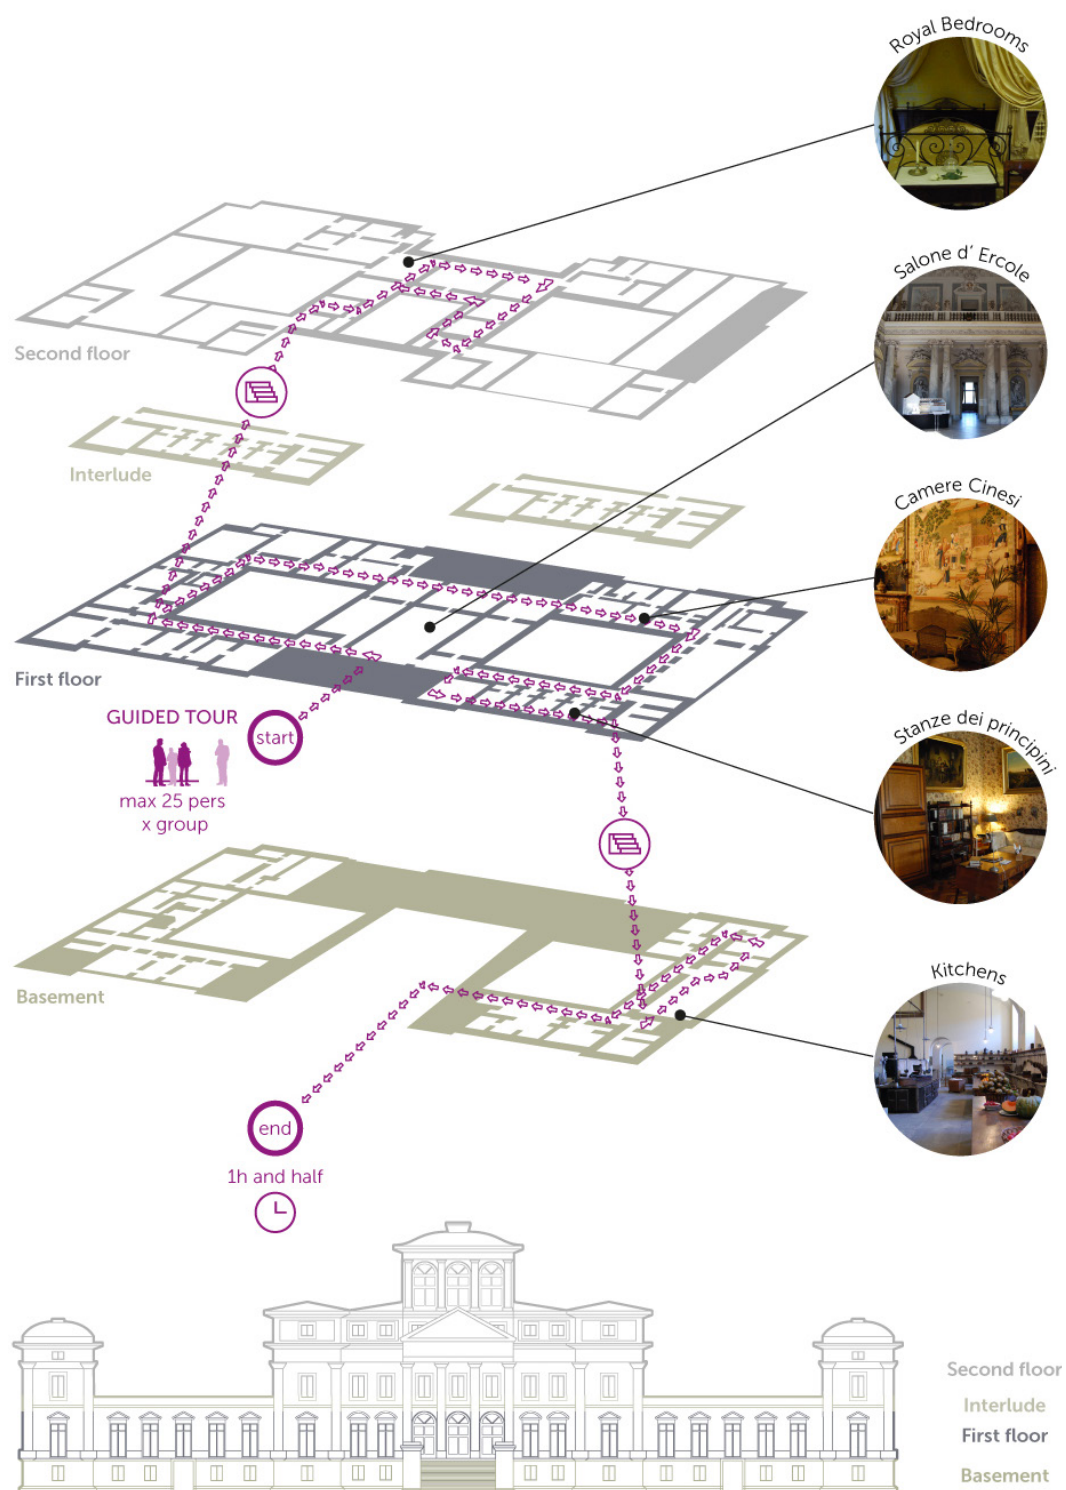 Royal Bedrooms
Salone d’ Ercole
Second floor
Interlude
Camere Cinesi
First floor
GUIDED TOUR
start
max 25 pers
x group
Stanze dei principini
Basement
Kitchens
end
1h and half
Second floor
Interlude
First floor
Basement